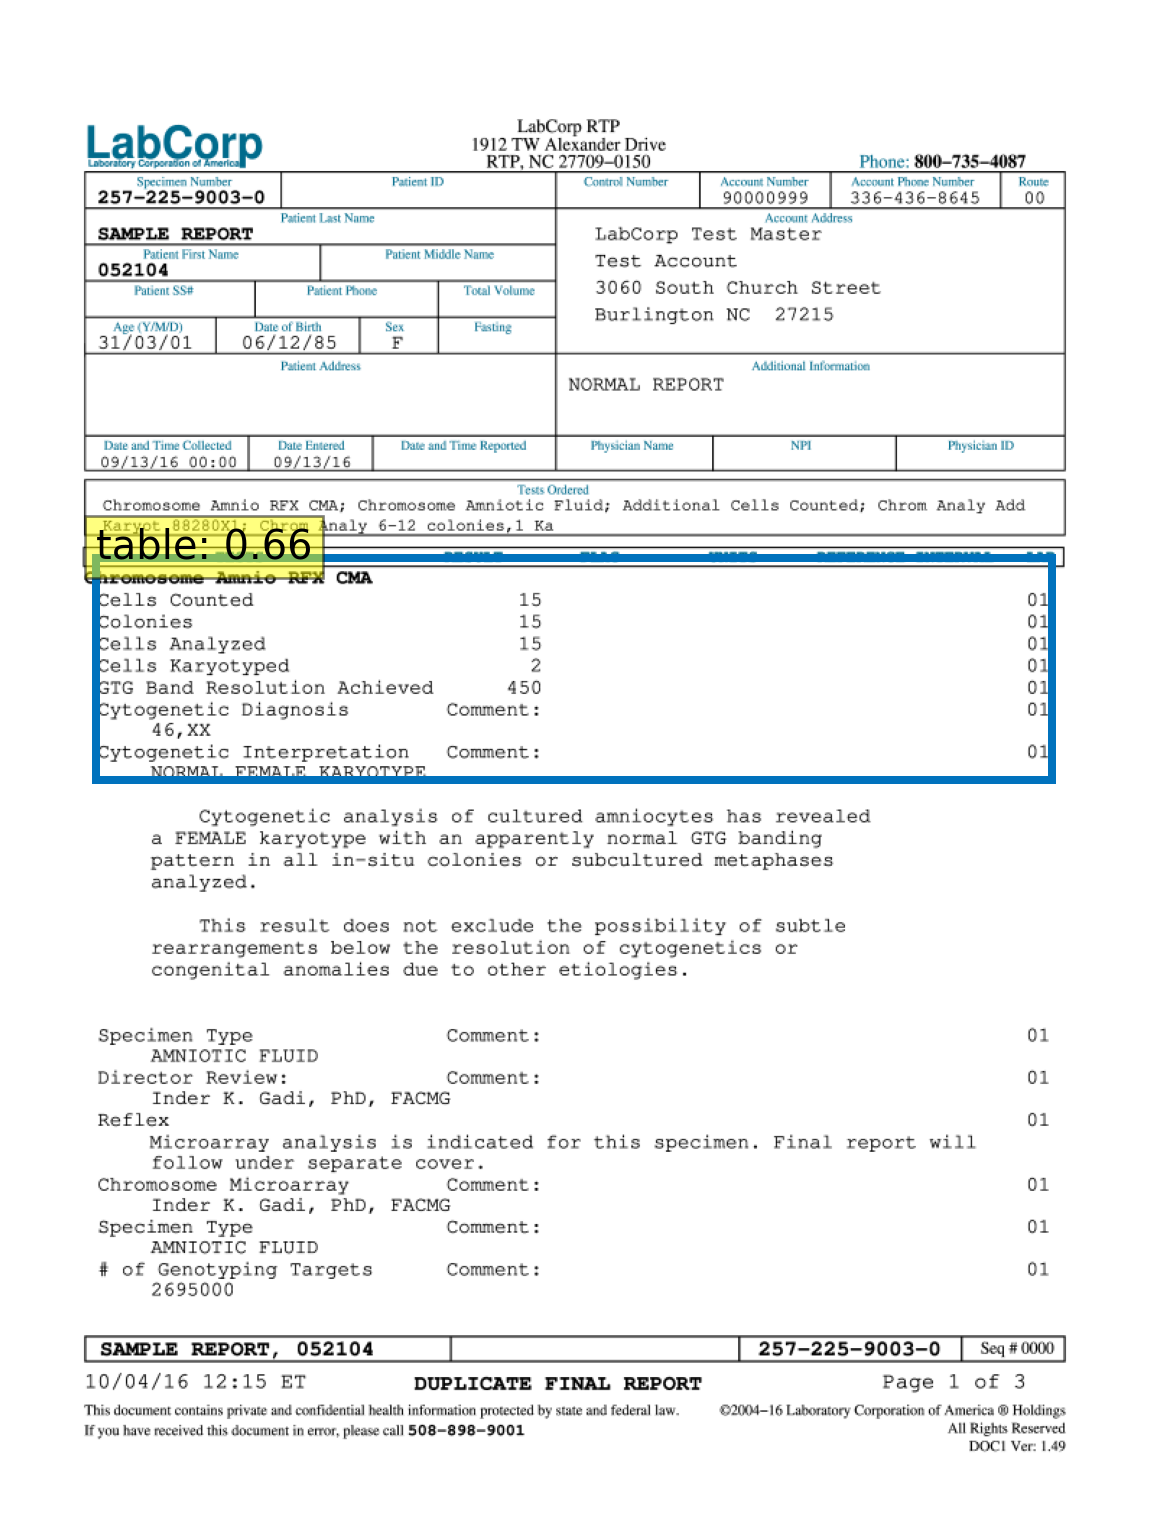 LabCorp
Laboratory Corporation of America
LabCorp RTP
1912 TW Alexander Drive
RTP, NC 27709-0150
Phone: 800-735-4087
Specimen Number
257-225-9003-0
Patient ID
Control Number
Account Number
90000999
Account Phone Number
336-436-8645
Route
00
Patient Last Name
SAMPLE REPORT
Account Address
LabCorp Test Master
Test Account
3060 South Church Street
Burlington NC 27215
Patient First Name
052104
Patient Middle Name
Patient SS#
Patient Phone
Total Volume
Age (Y/M/D)
31/03/01
Date of Birth
06/12/85
Sex
F
Fasting
Patient Address
Additional Information
NORMAL REPORT
Date and Time Collected
09/13/16 00:00
Date Entered
09/13/16
Date and Time Reported
Physician Name
NPI
Physician ID
Tests Ordered
Chromosome Amnio RFX CMA; Chromosome Amniotic Fluid; Additional Cells Counted; Chrom Analy Add
Karyot 88280X1; Chrom Analy 6-12 colonies,1 Ka
table: 0.66
RESULT FLAG UNITS REFERENCE INTERVAL LAB
Chromosome Amnio RFX CMA
Cells Counted 15 01
Colonies 15 01
Cells Analyzed 15 01
Cells Karyotyped 2 01
GTG Band Resolution Achieved 450 01
Cytogenetic Diagnosis Comment: 01
46,XX
Cytogenetic Interpretation Comment: 01
NORMAL FEMALE KARYOTYPE
Cytogenetic analysis of cultured amniocytes has revealed
a FEMALE karyotype with an apparently normal GTG banding
pattern in all in-situ colonies or subcultured metaphases
analyzed.
This result does not exclude the possibility of subtle
rearrangements below the resolution of cytogenetics or
congenital anomalies due to other etiologies.
Specimen Type Comment: 01
AMNIOTIC FLUID
Director Review: Comment: 01
Inder K. Gadi, PhD, FACMG
Reflex 01
Microarray analysis is indicated for this specimen. Final report will
follow under separate cover.
Chromosome Microarray Comment: 01
Inder K. Gadi, PhD, FACMG
Specimen Type Comment: 01
AMNIOTIC FLUID
# of Genotyping Targets Comment: 01
2695000
SAMPLE REPORT, 052104 257-225-9003-0 Seq # 0000
10/04/16 12:15 ET DUPLICATE FINAL REPORT Page 1 of 3
This document contains private and confidential health information protected by state and federal law.
If you have received this document in error, please call 508-898-9001
©2004-16 Laboratory Corporation of America ® Holdings
All Rights Reserved
DOC1 Ver: 1.49